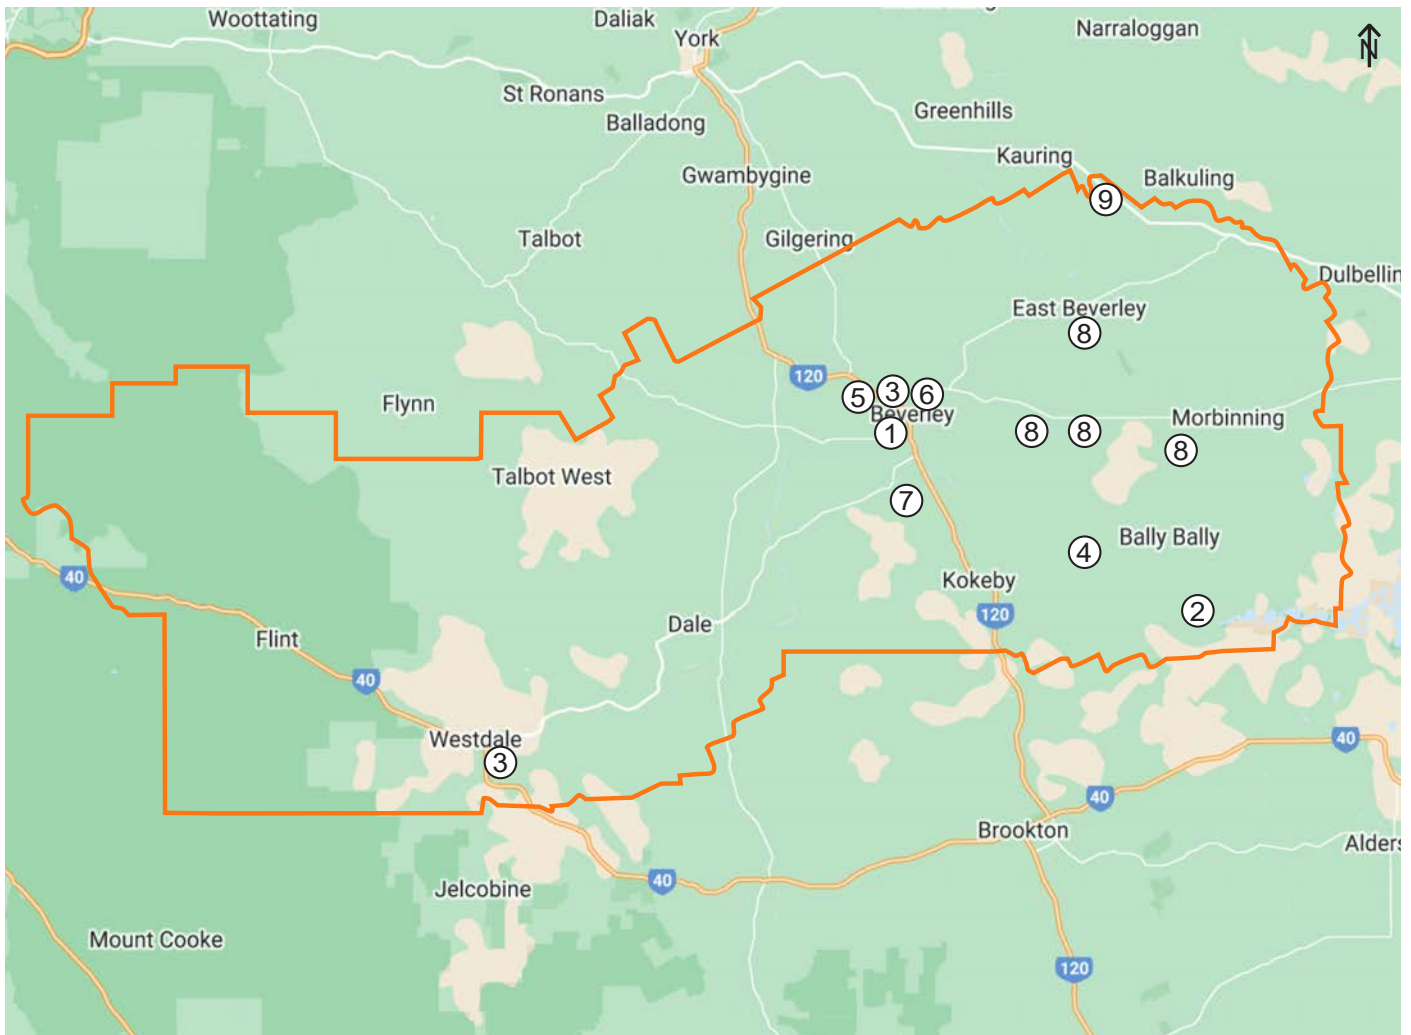 Woottating
Daliak
York
Narraloggan
N
St Ronans
Balladong
Greenhills
Kauring
Gwambygine
Balkuling
9
Talbot
Gilgering
Dulbellin
East Beverley
8
120
Flynn
5
3
6
Beverley
1
8
8
Morbinning
8
Talbot West
7
Bally Bally
4
40
Kokeby
120
2
Dale
Flint
40
Westdale
3
40
40
Brookton
Alders
40
Jelcobine
Mount Cooke
120